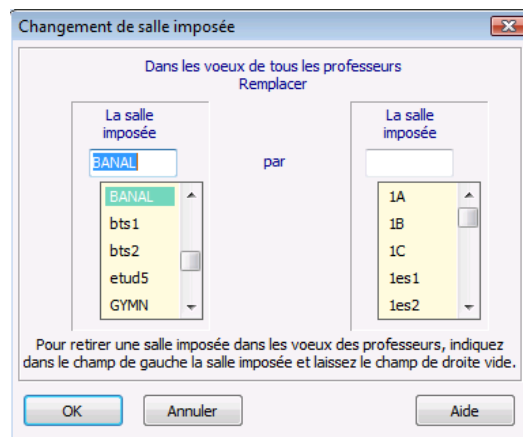 Changement de salle imposée
Dans les voeux de tous les professeurs
Remplacer
La salle
imposée
BANAL
BANAL
bts1
bts2
etud5
GYMN
par
La salle
imposée
1A
1B
1C
1es1
1es2
Pour retirer une salle imposée dans les voeux des professeurs, indiquez
dans le champ de gauche la salle imposée et laissez le champ de droite vide.
OK
Annuler
Aide